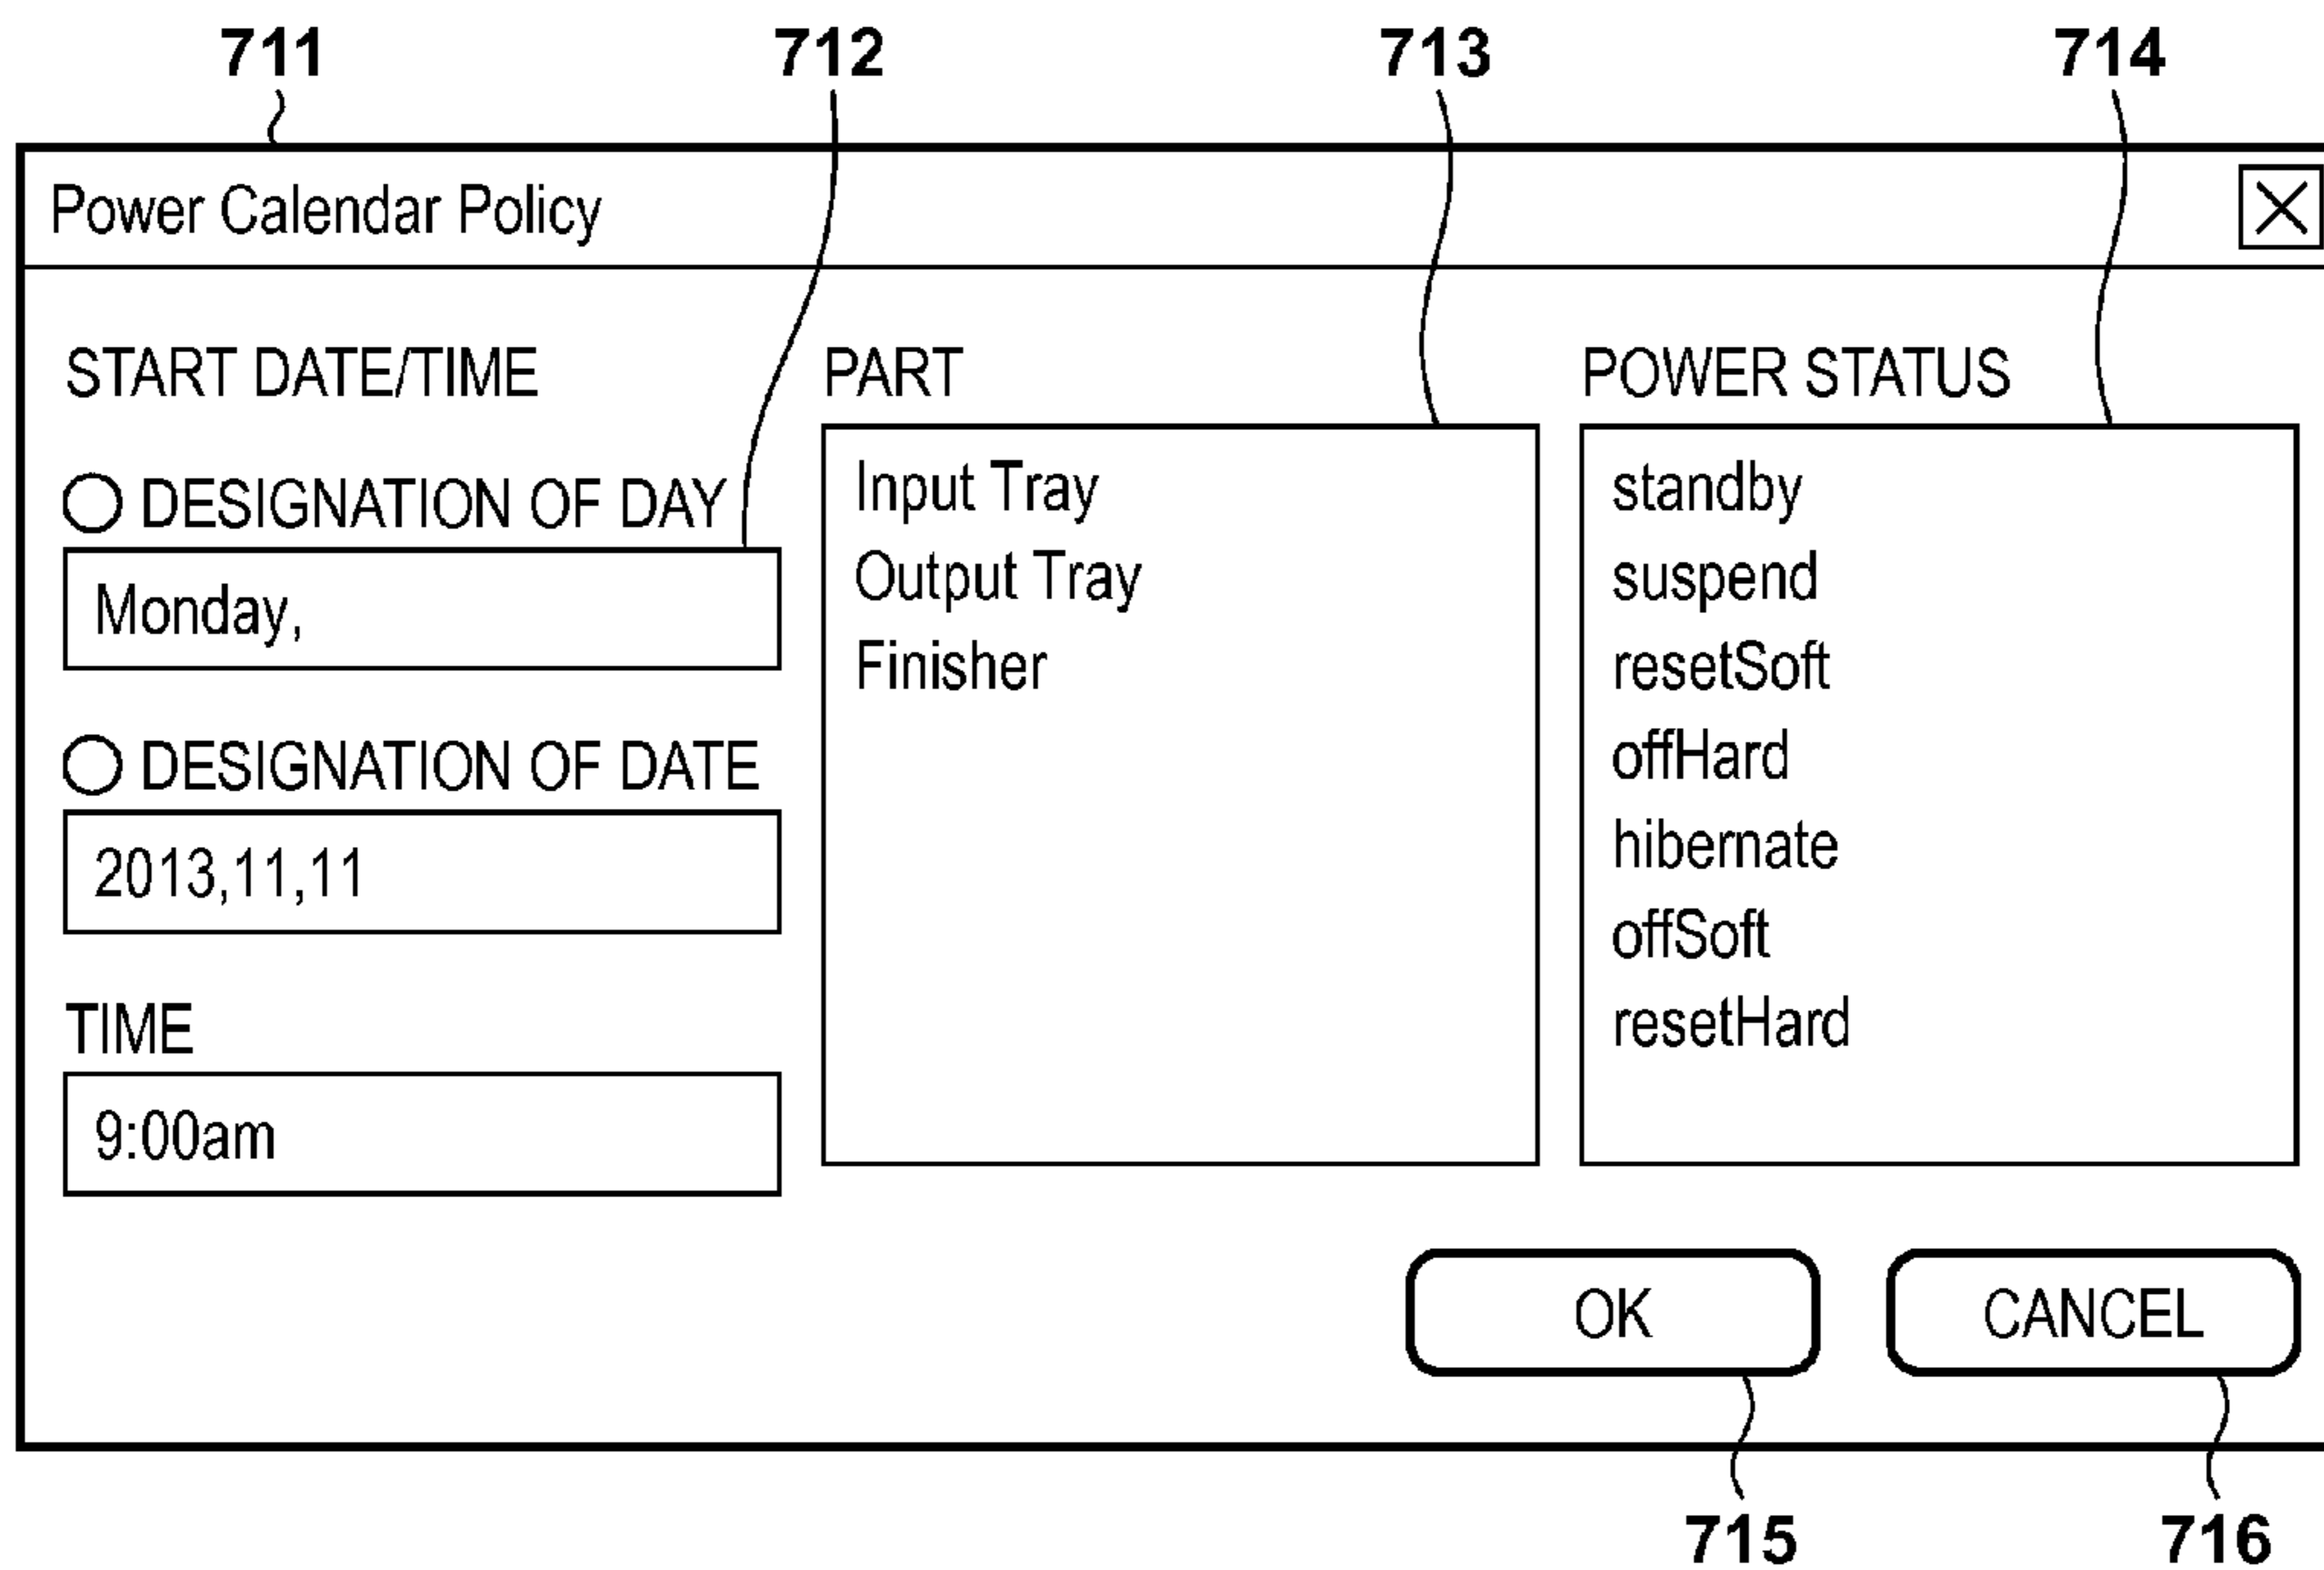 711 712 713 714
Power Calendar Policy
START DATE/TIME
DESIGNATION OF DAY
Monday,
DESIGNATION OF DATE
2013,11,11
TIME
9:00am
PART
Input Tray
Output Tray
Finisher
POWER STATUS
standby
suspend
resetSoft
offHard
hibernate
offSoft
resetHard
OK CANCEL
715 716